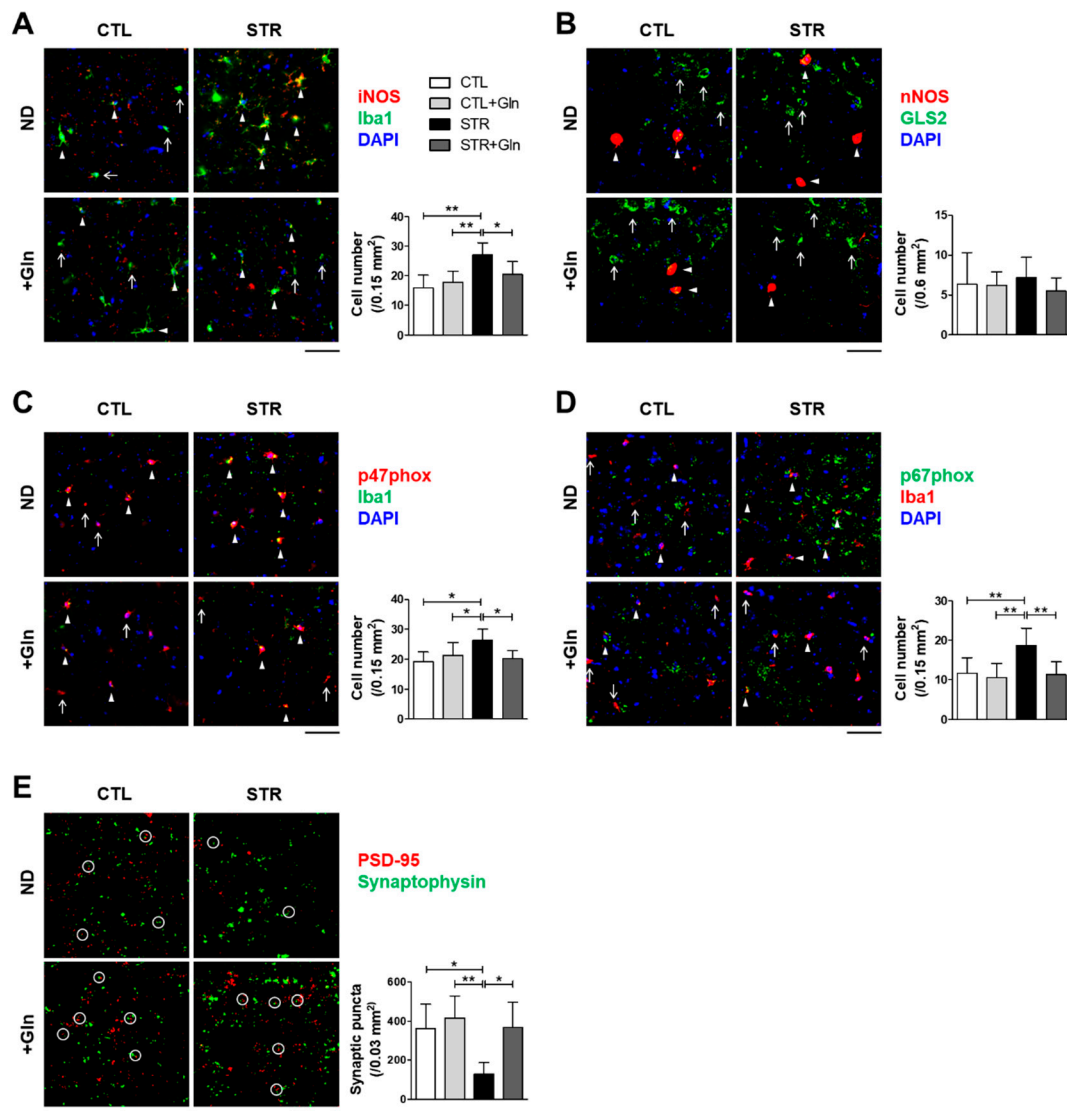 A
CTL
STR
ND
+Gln
iNOS
Iba1
DAPI
CTL
CTL+Gln
STR
STR+Gln
Cell number
(/0.15 mm²)
40
30
20
10
0
**
**
*
B
CTL
STR
ND
+Gln
nNOS
GLS2
DAPI
Cell number
(/0.6 mm²)
15
10
5
0
C
CTL
STR
ND
+Gln
p47phox
Iba1
DAPI
Cell number
(/0.15 mm²)
40
30
20
10
0
*
*
*
D
CTL
STR
ND
+Gln
p67phox
Iba1
DAPI
Cell number
(/0.15 mm²)
30
20
10
0
**
**
**
E
CTL
STR
ND
+Gln
PSD-95
Synaptophysin
Synaptic puncta
(/0.03 mm²)
600
400
200
0
*
**
*